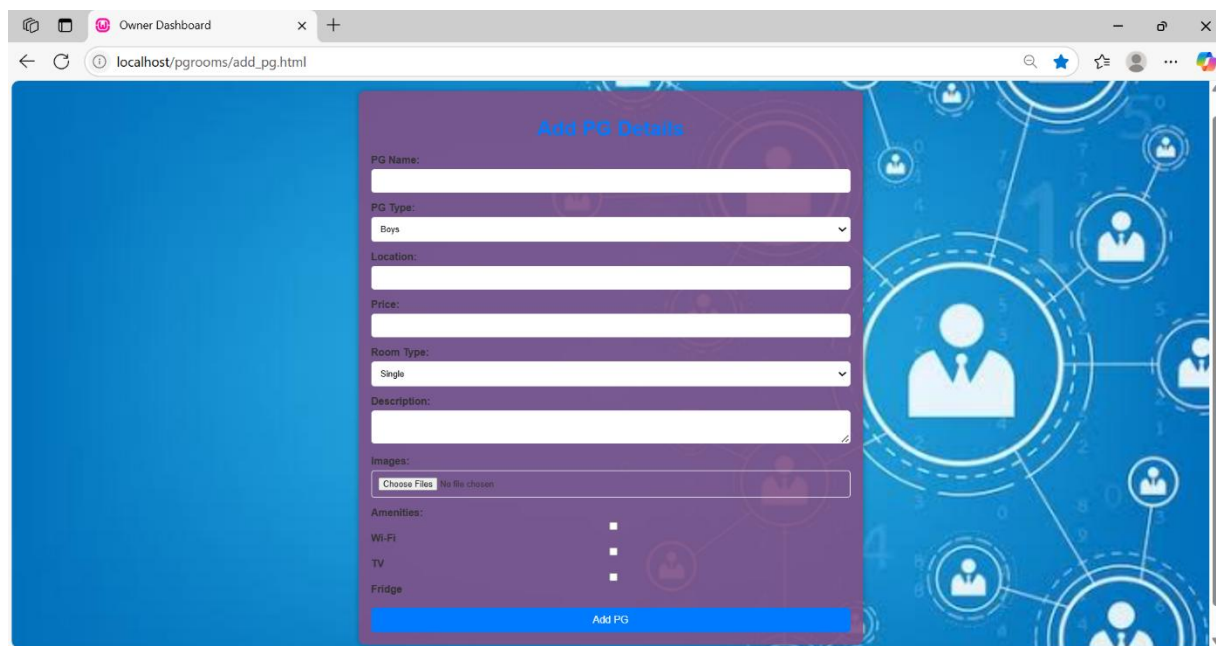 Owner Dashboard
localhost/pgrooms/add_pg.html
Add PG Details
PG Name:
PG Type:
Boys
Location:
Price:
Room Type:
Single
Description:
Images:
Choose Files No file chosen
Amenities:
Wi-Fi
TV
Fridge
Add PG